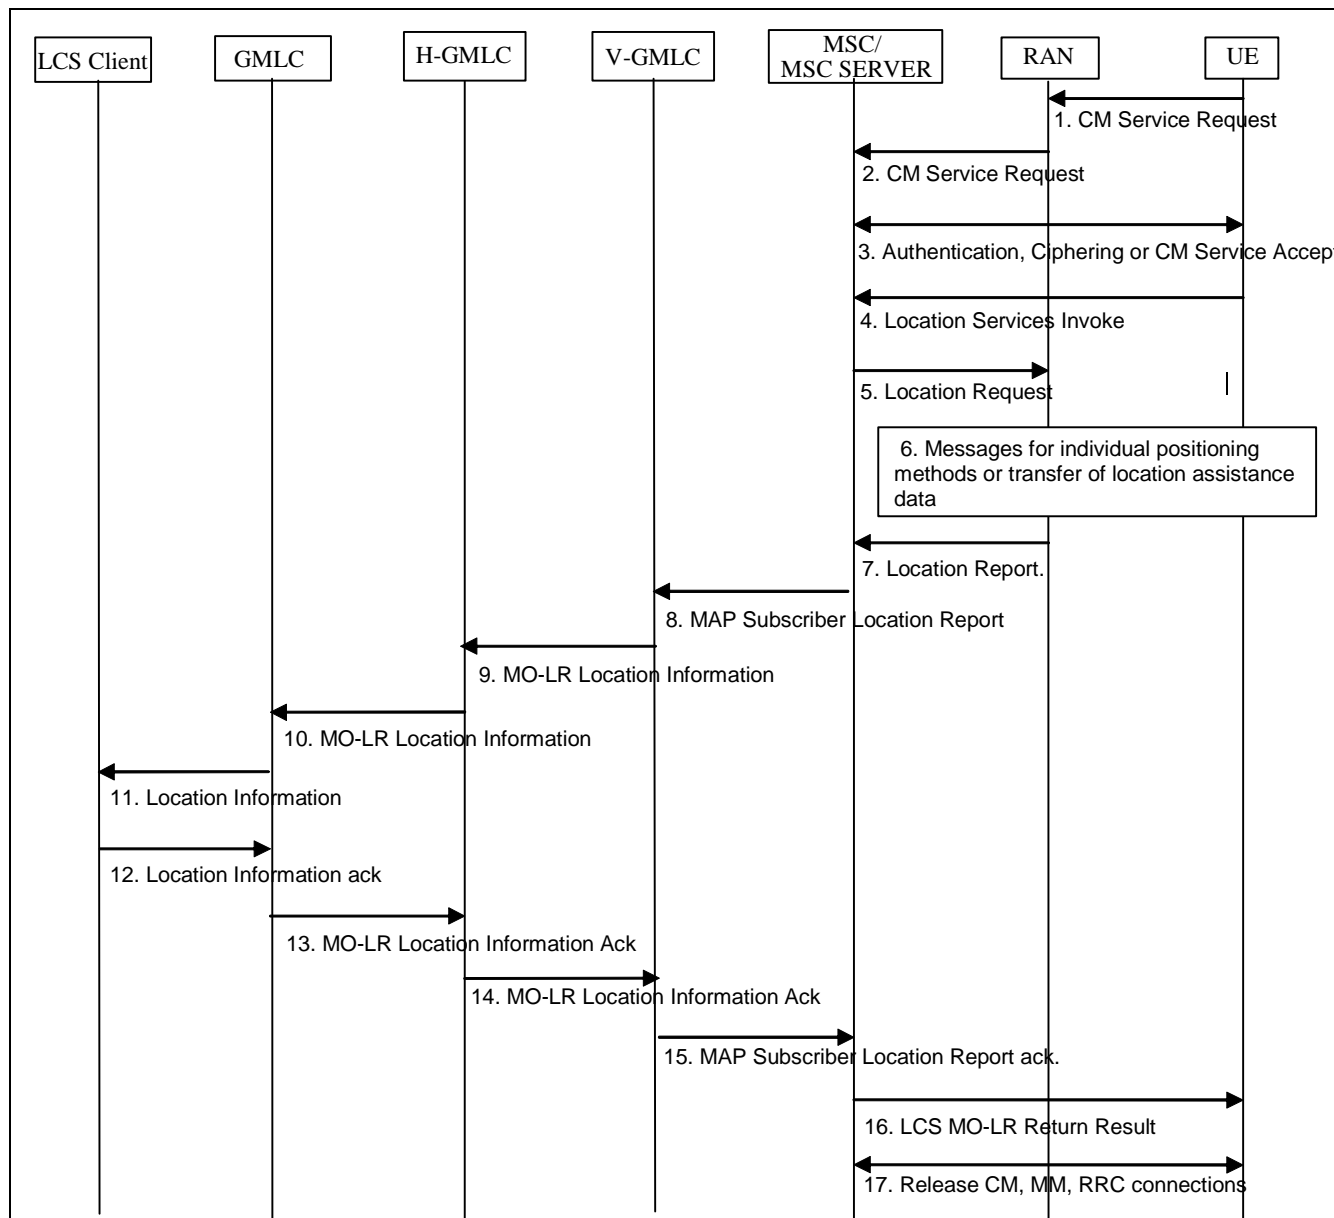 LCS Client
GMLC
H-GMLC
V-GMLC
MSC/
MSC SERVER
RAN
UE
1. CM Service Request
2. CM Service Request
3. Authentication, Ciphering or CM Service Accept
4. Location Services Invoke
5. Location Request
6. Messages for individual positioning
methods or transfer of location assistance
data
7. Location Report.
8. MAP Subscriber Location Report
9. MO-LR Location Information
10. MO-LR Location Information
11. Location Information
12. Location Information ack
13. MO-LR Location Information Ack
14. MO-LR Location Information Ack
15. MAP Subscriber Location Report ack.
16. LCS MO-LR Return Result
17. Release CM, MM, RRC connections